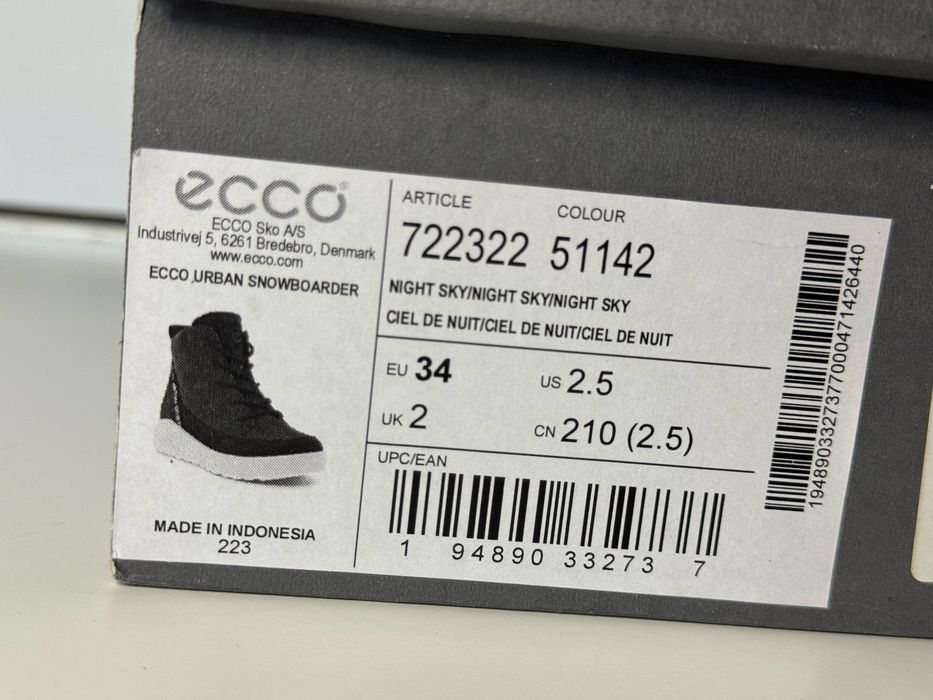 ecco®
ECCO Sko A/S
Industrivej 5, 6261 Bredebro, Denmark
www.ecco.com
ECCO URBAN SNOWBOARDER
MADE IN INDONESIA
223
ARTICLE COLOUR
722322 51142
NIGHT SKY/NIGHT SKY/NIGHT SKY
CIEL DE NUIT/CIEL DE NUIT/CIEL DE NUIT
EU 34 US 2.5
UK 2 CN 210 (2.5)
UPC/EAN
1 94890 33273 7
1948903327377000471426440